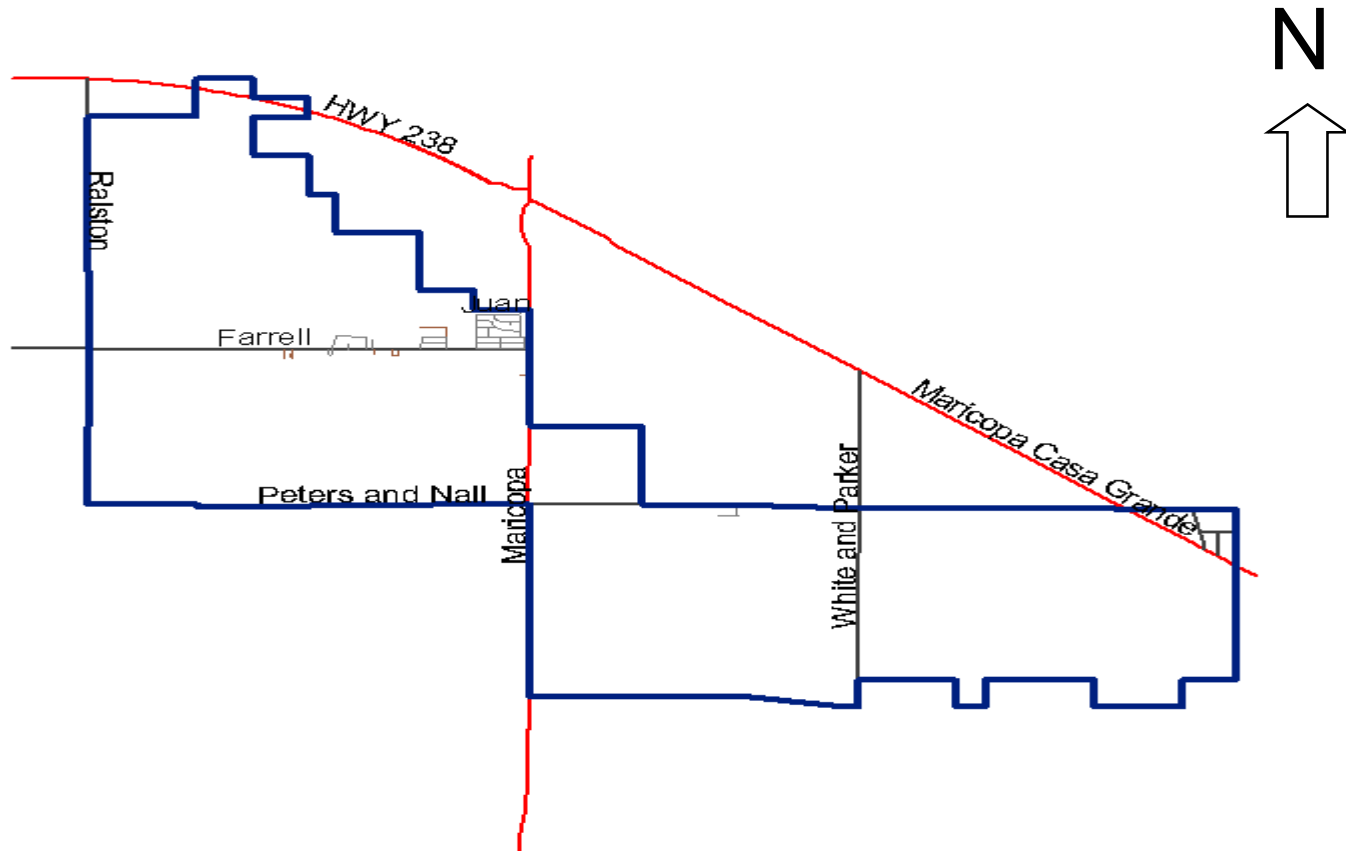 N
HWY 238
Ralston
Juan
Farrell
Maricopa Casa Grande
Peters and Nall
Maricopa
White and Parker